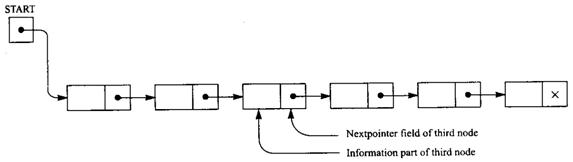 START
Nextpointer field of third node
Information part of third node